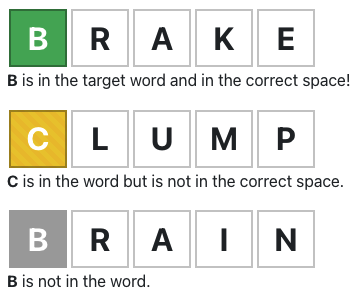 B R A K E
B is in the target word and in the correct space!
C L U M P
C is in the word but is not in the correct space.
B R A I N
B is not in the word.